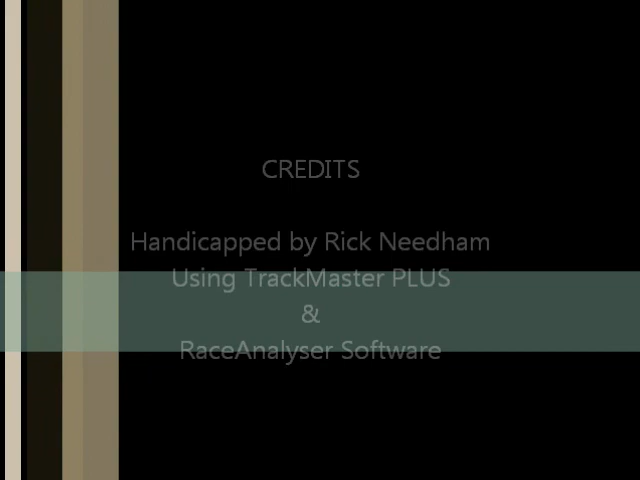 CREDITS
Handicapped by Rick Needham
Using TrackMaster PLUS
&
RaceAnalyser Software